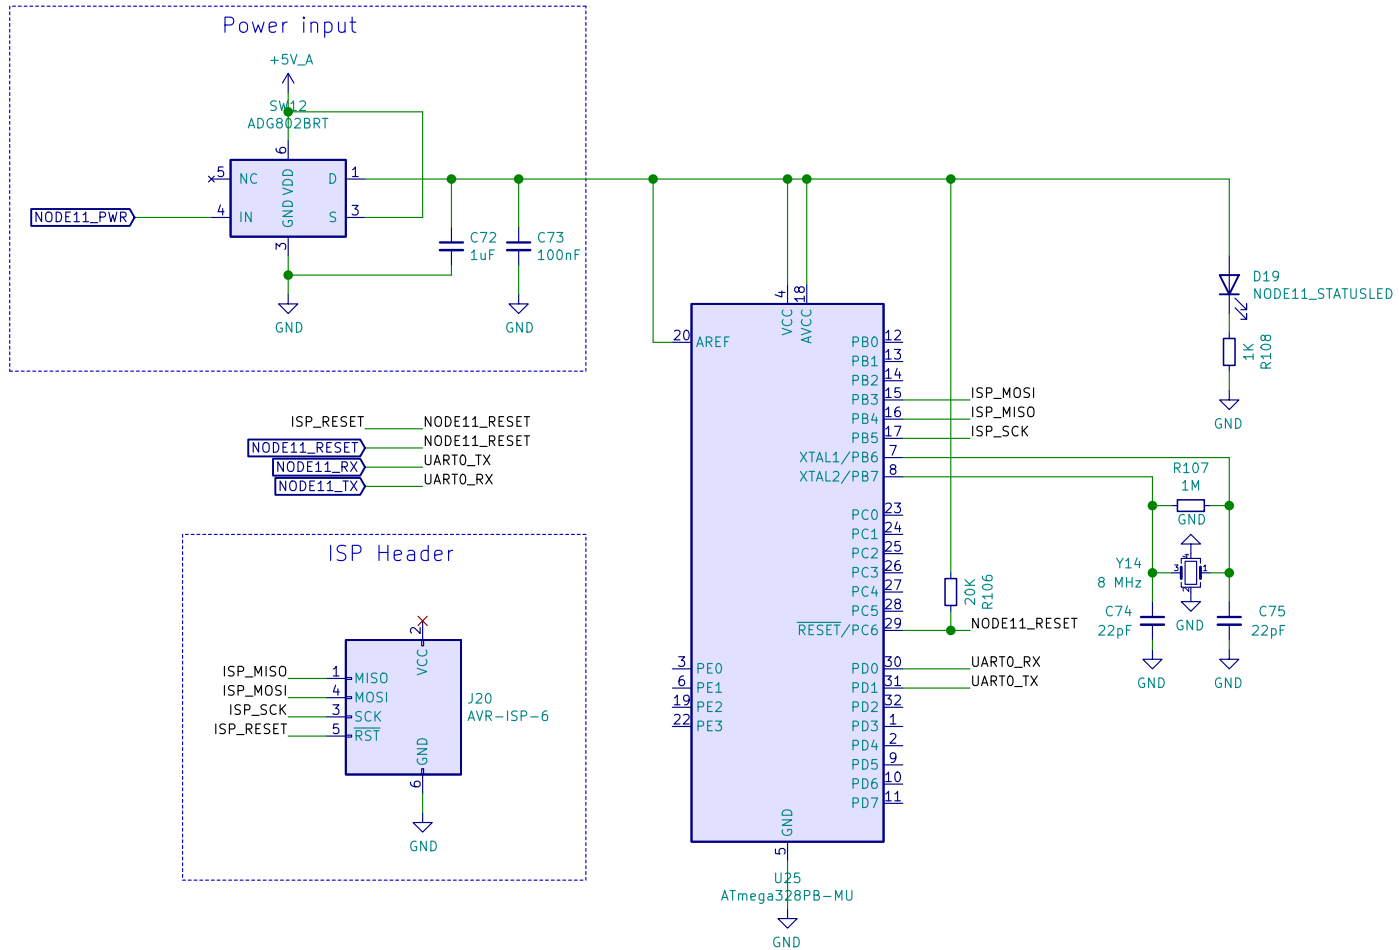 Power input
+5V_A
SW12
ADG802BRT
6
5
NC
VDD
D
1
NODE11_PWR
4
IN
GND
S
3
3
GND
C72
1uF
C73
100nF
GND
ISP_RESET
NODE11_RESET
NODE11_RESET
NODE11_RESET
NODE11_RX
UART0_TX
NODE11_TX
UART0_RX
ISP Header
2
VCC
ISP_MISO
1
MISO
ISP_MOSI
4
MOSI
ISP_SCK
3
SCK
ISP_RESET
5
RST
GND
6
GND
J20
AVR-ISP-6
4
18
VCC
AVCC
20
AREF
PB0
12
PB1
13
PB2
14
PB3
15
ISP_MOSI
PB4
16
ISP_MISO
PB5
17
ISP_SCK
XTAL1/PB6
7
XTAL2/PB7
8
PC0
23
PC1
24
PC2
25
PC3
26
PC4
27
PC5
28
RESET/PC6
29
NODE11_RESET
3
PE0
PD0
30
UART0_RX
6
PE1
PD1
31
UART0_TX
19
PE2
PD2
32
22
PE3
PD3
1
PD4
2
PD5
9
PD6
10
PD7
11
GND
5
U25
ATmega328PB-MU
GND
20K
R106
D19
NODE11_STATUSLED
1K
R108
GND
R107
1M
GND
4
Y14
8 MHz
3
1
2
GND
C74
22pF
C75
22pF
GND
GND